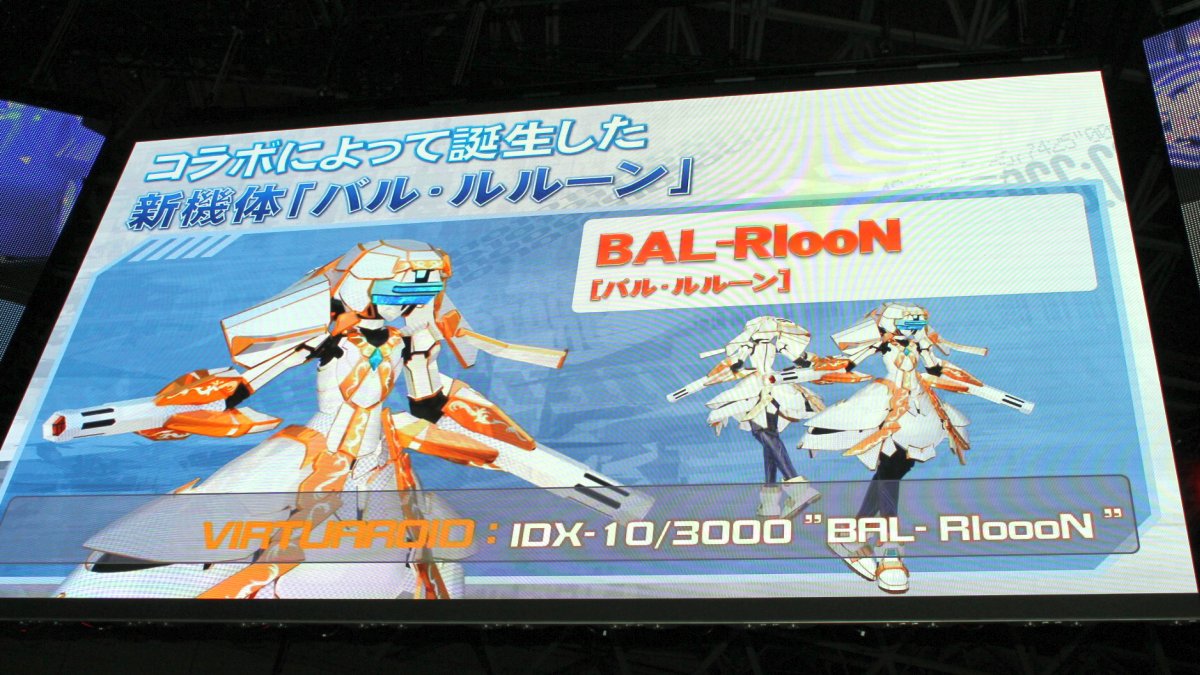 コラボによって誕生した
新機体「バル・ルルーン」
BAL-RlooN
[バル・ルルーン]
VIRTUAROID : IDX-10/3000 "BAL- RloooN "